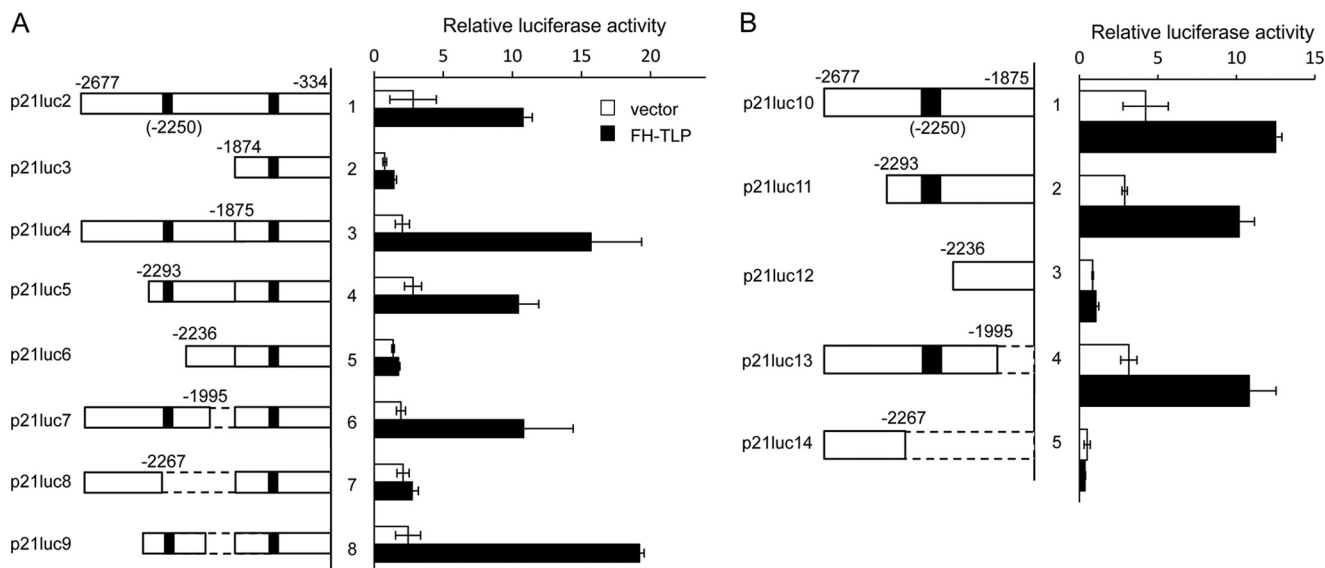 A
Relative luciferase activity
0 5 10 15 20
-2677 -334
p21luc2 1
(-2250)
vector
FH-TLP
-1874
p21luc3 2
-1875
p21luc4 3
-2293
p21luc5 4
-2236
p21luc6 5
-1995
p21luc7 6
-2267
p21luc8 7
p21luc9 8
B
Relative luciferase activity
0 5 10 15
-2677 -1875
p21luc10 1
(-2250)
-2293
p21luc11 2
-2236
p21luc12 3
-1995
p21luc13 4
-2267
p21luc14 5